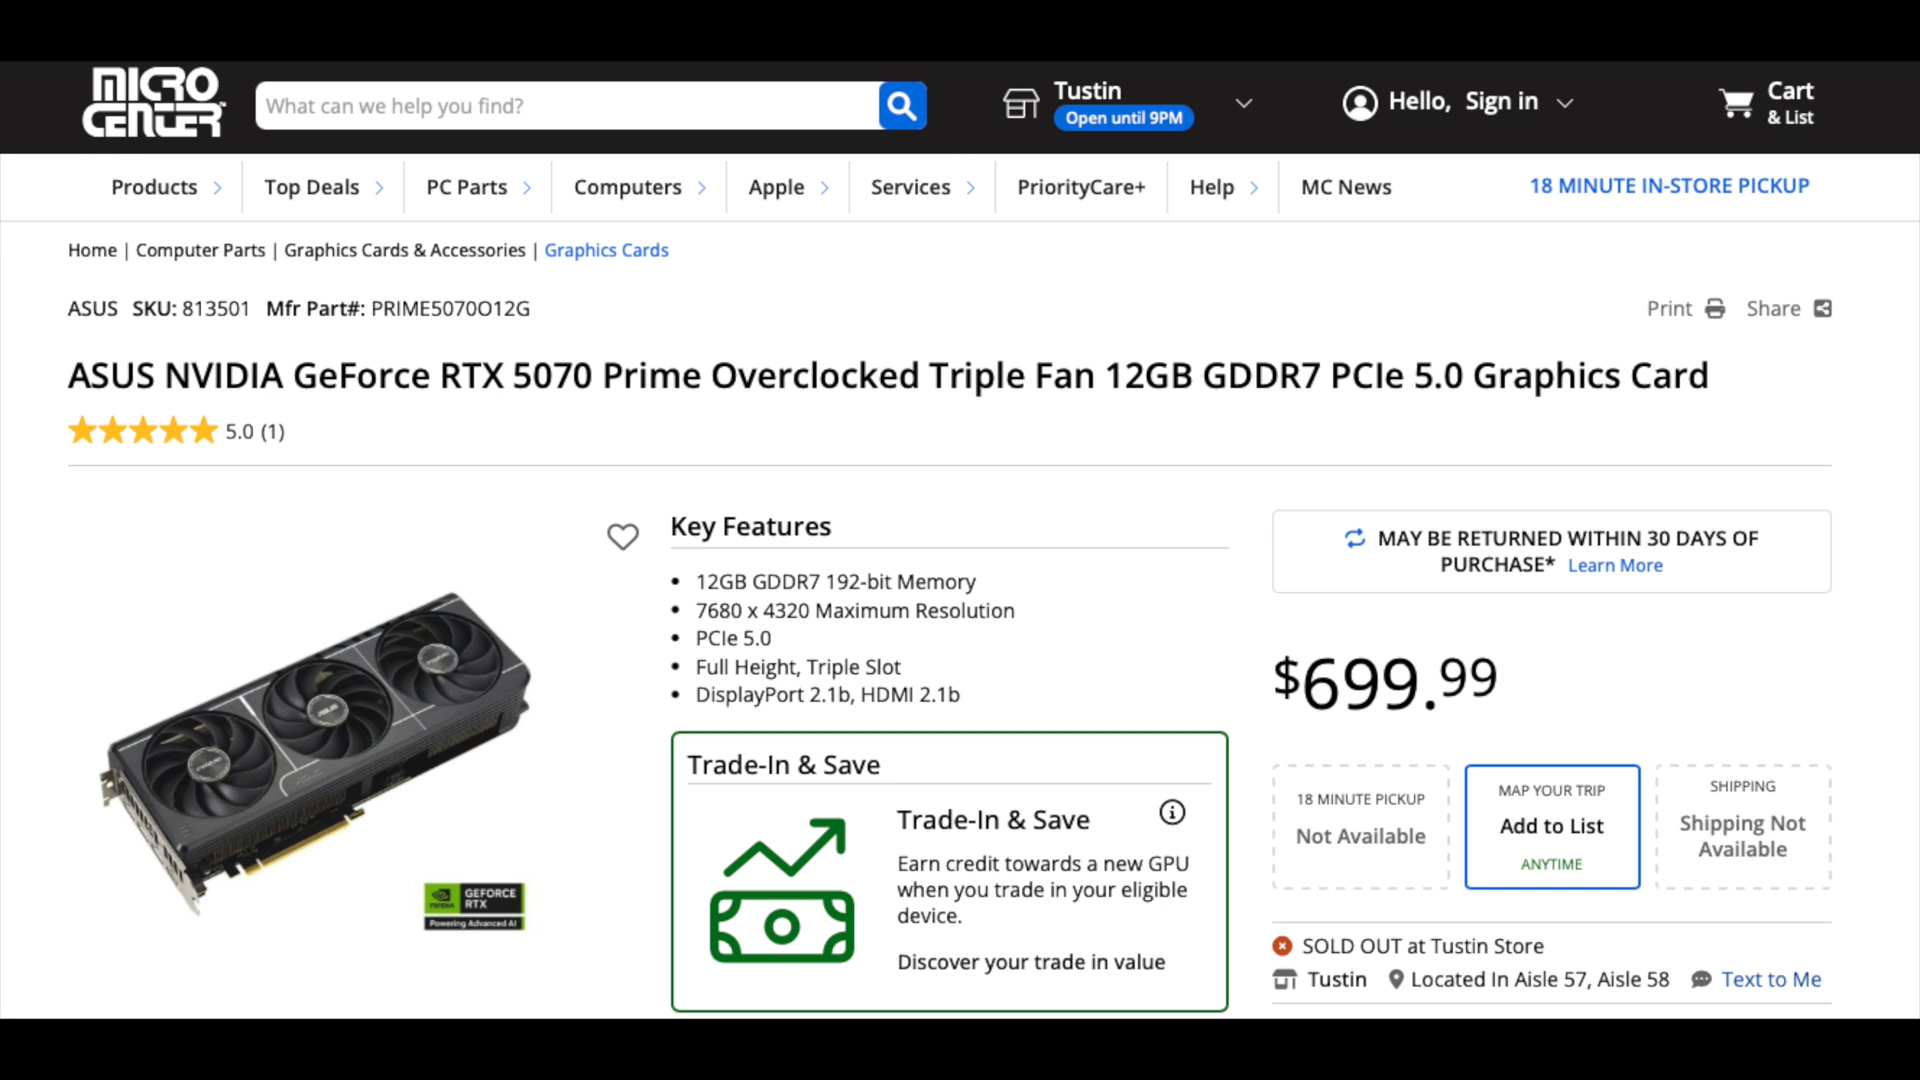 MICRO CENTER
What can we help you find?
Tustin
Open until 9PM
Hello, Sign in
Cart
& List
Products
Top Deals
PC Parts
Computers
Apple
Services
PriorityCare+
Help
MC News
18 MINUTE IN-STORE PICKUP
Home | Computer Parts | Graphics Cards & Accessories | Graphics Cards
ASUS SKU: 813501 Mfr Part#: PRIME5070O12G
Print
Share
ASUS NVIDIA GeForce RTX 5070 Prime Overclocked Triple Fan 12GB GDDR7 PCIe 5.0 Graphics Card
5.0 (1)
Key Features
• 12GB GDDR7 192-bit Memory
• 7680 x 4320 Maximum Resolution
• PCIe 5.0
• Full Height, Triple Slot
• DisplayPort 2.1b, HDMI 2.1b
GEFORCE
RTX
Powering Advanced AI
Trade-In & Save
Trade-In & Save
Earn credit towards a new GPU
when you trade in your eligible
device.
Discover your trade in value
MAY BE RETURNED WITHIN 30 DAYS OF
PURCHASE* Learn More
$699.99
18 MINUTE PICKUP
Not Available
MAP YOUR TRIP
Add to List
ANYTIME
SHIPPING
Shipping Not
Available
SOLD OUT at Tustin Store
Tustin
Located In Aisle 57, Aisle 58
Text to Me